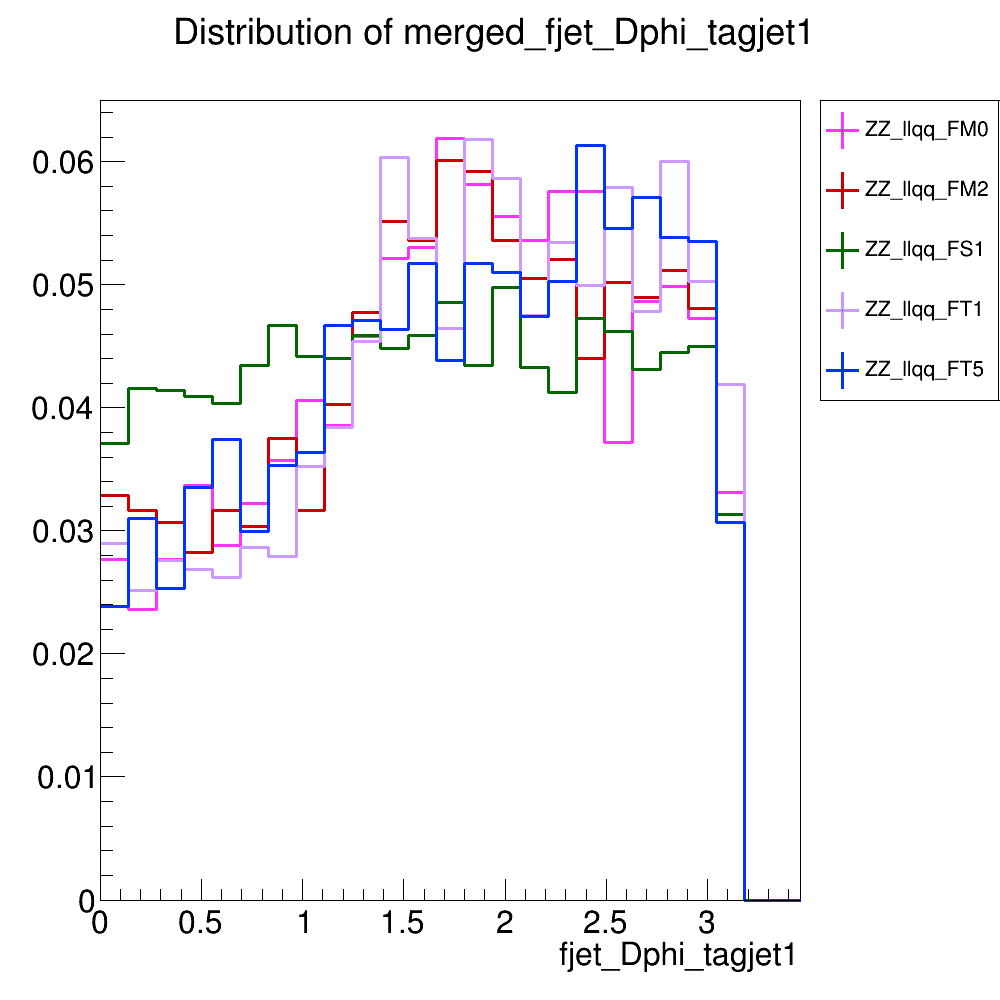 Distribution of merged_fjet_Dphi_tagjet1
0.06
0.05
0.04
0.03
0.02
0.01
0
0 0.5 1 1.5 2 2.5 3
fjet_Dphi_tagjet1
ZZ_llqq_FM0
ZZ_llqq_FM2
ZZ_llqq_FS1
ZZ_llqq_FT1
ZZ_llqq_FT5